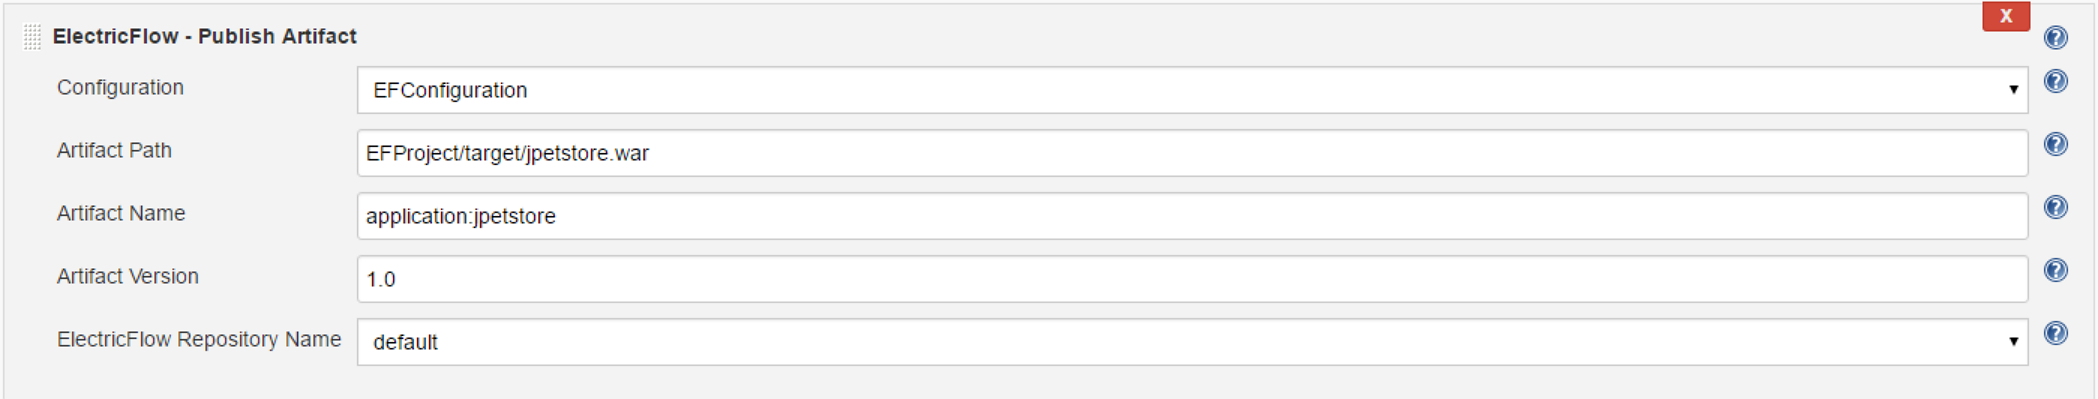 ElectricFlow - Publish Artifact
X
Configuration
EFConfiguration
Artifact Path
EFProject/target/jpetstore.war
Artifact Name
application:jpetstore
Artifact Version
1.0
ElectricFlow Repository Name
default